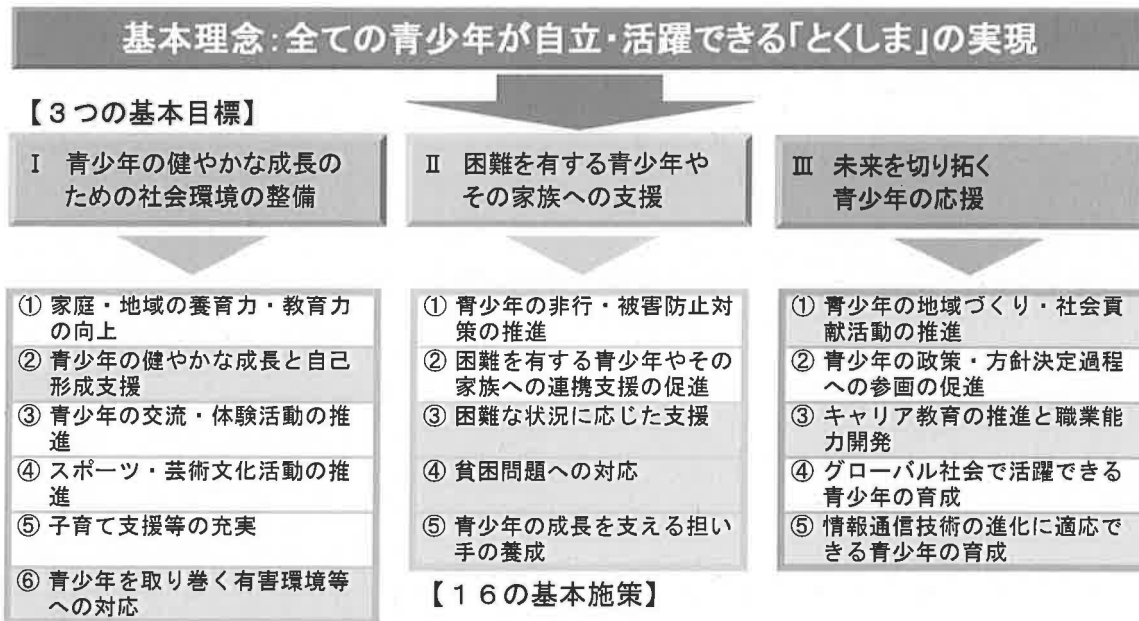 基本理念:全ての青少年が自立・活躍できる「とくしま」の実現
【3つの基本目標】
Ⅰ 青少年の健やかな成長の
ための社会環境の整備
① 家庭・地域の養育力・教育力
の向上
② 青少年の健やかな成長と自己
形成支援
③ 青少年の交流・体験活動の推
進
④ スポーツ・芸術文化活動の推
進
⑤ 子育て支援等の充実
⑥ 青少年を取り巻く有害環境等
への対応
Ⅱ 困難を有する青少年や
その家族への支援
① 青少年の非行・被害防止対
策の推進
② 困難を有する青少年やその
家族への連携支援の促進
③ 困難な状況に応じた支援
④ 貧困問題への対応
⑤ 青少年の成長を支える担い
手の養成
Ⅲ 未来を切り拓く
青少年の応援
① 青少年の地域づくり・社会貢
献活動の推進
② 青少年の政策・方針決定過程
への参画の促進
③ キャリア教育の推進と職業能
力開発
④ グローバル社会で活躍できる
青少年の育成
⑤ 情報通信技術の進化に適応で
きる青少年の育成
【16の基本施策】